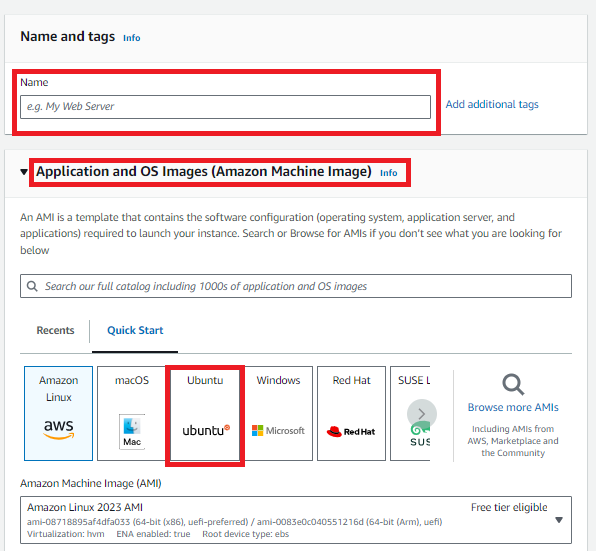 Name and tags Info
Name
e.g. My Web Server
Add additional tags
Application and OS Images (Amazon Machine Image) Info
An AMI is a template that contains the software configuration (operating system, application server, and
applications) required to launch your instance. Search or Browse for AMIs if you don't see what you are looking for
below
Search our full catalog including 1000s of application and OS images
Recents
Quick Start
Amazon
Linux
aws
macOS
Mac
Ubuntu
ubuntu
Windows
Microsoft
Red Hat
Red Hat
SUSE L
SUS
Browse more AMIs
Including AMIs from
AWS, Marketplace and
the Community
Amazon Machine Image (AMI)
Amazon Linux 2023 AMI
Free tier eligible
ami-08718895af4dfa033 (64-bit (x86), uefi-preferred) / ami-0083e0c040551216d (64-bit (Arm), uefi)
Virtualization: hvm ENA enabled: true Root device type: ebs